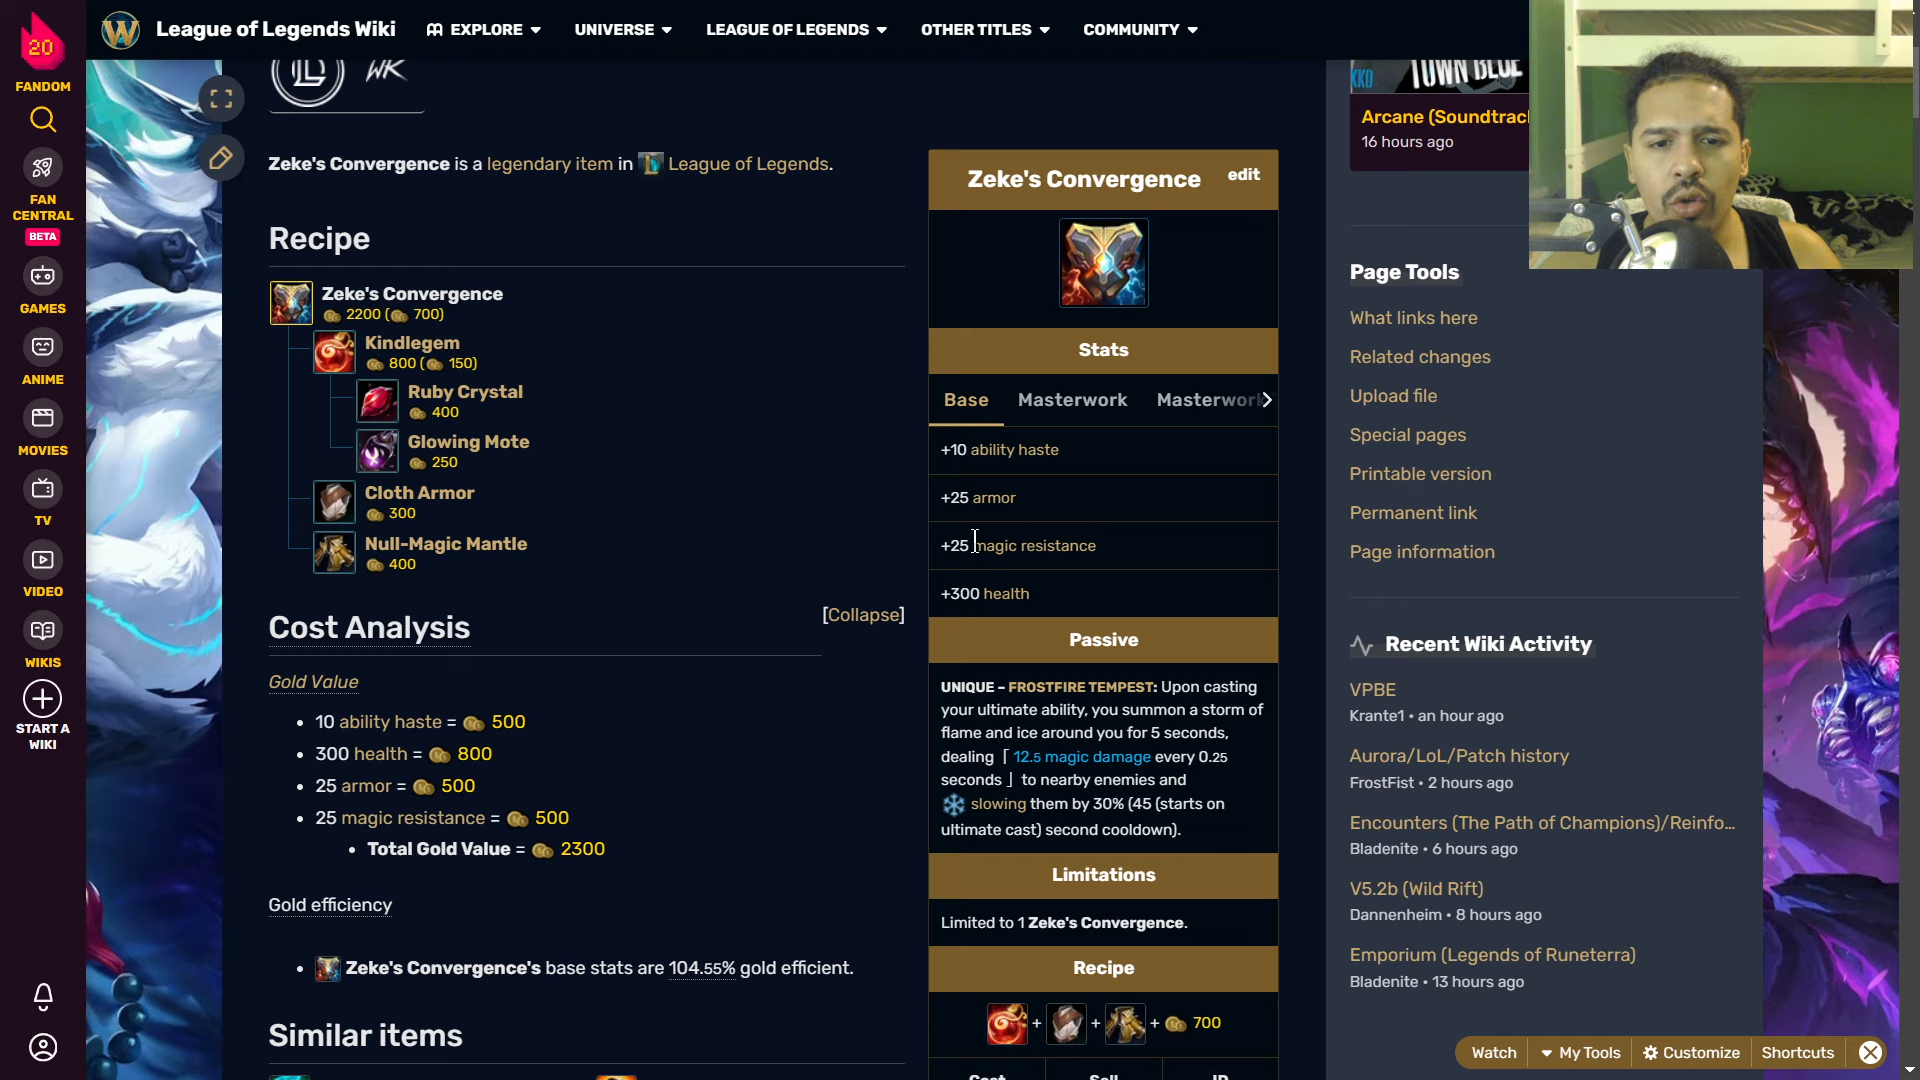 20
FANDOM
FAN
CENTRAL
BETA
GAMES
ANIME
MOVIES
TV
VIDEO
WIKIS
START A
WIKI
League of Legends Wiki
EXPLORE
UNIVERSE
LEAGUE OF LEGENDS
OTHER TITLES
COMMUNITY
WK
Zeke's Convergence is a legendary item in League of Legends.
Recipe
Zeke's Convergence
2200 ( 700)
Kindlegem
800 ( 150)
Ruby Crystal
400
Glowing Mote
250
Cloth Armor
300
Null-Magic Mantle
400
Cost Analysis
[Collapse]
Gold Value
• 10 ability haste = 500
• 300 health = 800
• 25 armor = 500
• 25 magic resistance = 500
• Total Gold Value = 2300
Gold efficiency
• Zeke's Convergence's base stats are 104.55% gold efficient.
Similar items
Zeke's Convergence
edit
Stats
Base Masterwork Masterwork
+10 ability haste
+25 armor
+25 magic resistance
+300 health
Passive
UNIQUE – FROSTFIRE TEMPEST: Upon casting
your ultimate ability, you summon a storm of
flame and ice around you for 5 seconds,
dealing ⌈ 12.5 magic damage every 0.25
seconds ⌋ to nearby enemies and
slowing them by 30% (45 (starts on
ultimate cast) second cooldown).
Limitations
Limited to 1 Zeke's Convergence.
Recipe
+ + + 700
Cost Sell ID
KKO TOWN BLUE
Arcane (Soundtrac
16 hours ago
Page Tools
What links here
Related changes
Upload file
Special pages
Printable version
Permanent link
Page information
Recent Wiki Activity
VPBE
Krante1 • an hour ago
Aurora/LoL/Patch history
FrostFist • 2 hours ago
Encounters (The Path of Champions)/Reinfo...
Bladenite • 6 hours ago
V5.2b (Wild Rift)
Dannenheim • 8 hours ago
Emporium (Legends of Runeterra)
Bladenite • 13 hours ago
Watch
My Tools
Customize
Shortcuts